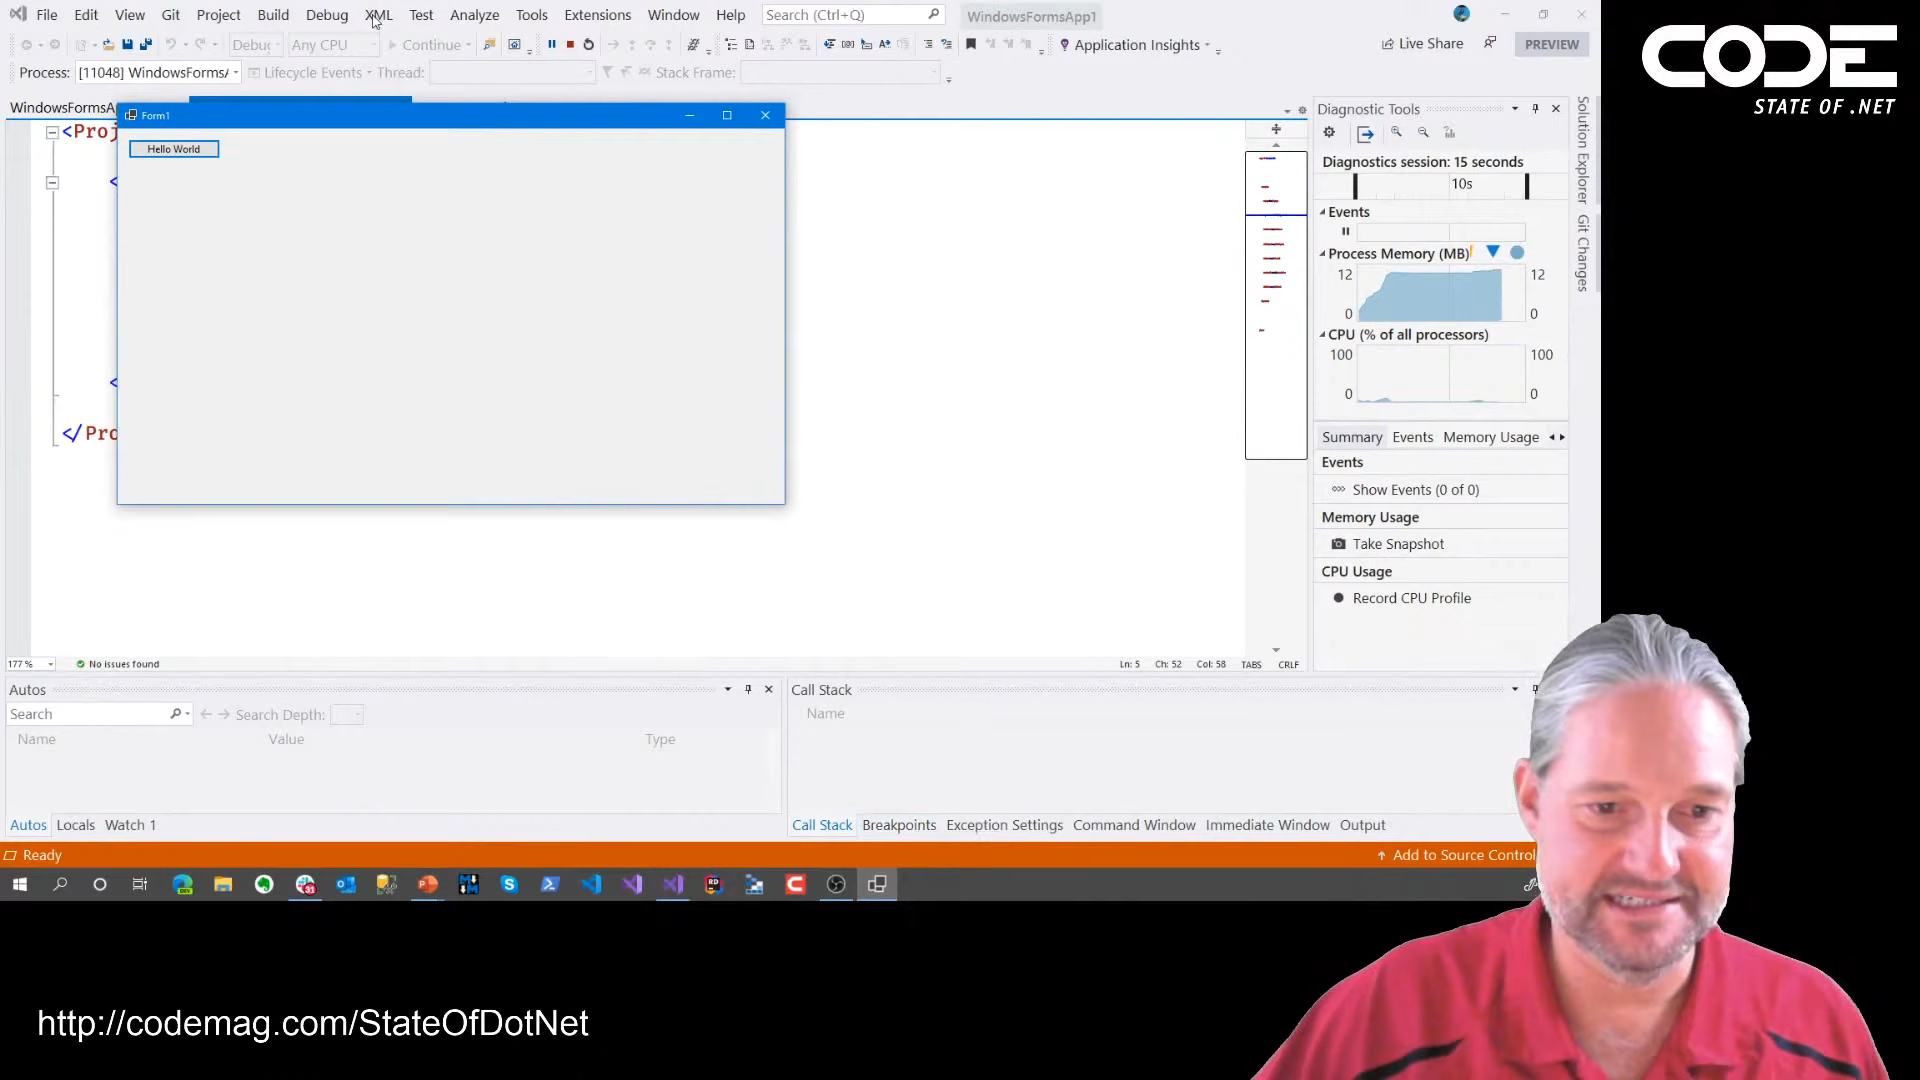 File Edit View Git Project Build Debug XML Test Analyze Tools Extensions Window Help Search (Ctrl+Q) WindowsFormsApp1
Debug Any CPU Continue Application Insights Live Share PREVIEW
Process: [11048] WindowsFormsA Lifecycle Events Thread: Stack Frame:
WindowsFormsAp
Form1
Hello World
<Proj
<
<
</Pro
177 % No issues found Ln: 5 Ch: 52 Col: 58 TABS CRLF
Diagnostic Tools
Diagnostics session: 15 seconds
10s
Events
Process Memory (MB)
12 12
0 0
CPU (% of all processors)
100 100
0 0
Summary Events Memory Usage
Events
Show Events (0 of 0)
Memory Usage
Take Snapshot
CPU Usage
Record CPU Profile
Solution Explorer
Git Changes
Autos
Search Search Depth:
Name Value Type
Autos Locals Watch 1
Call Stack
Name
Call Stack Breakpoints Exception Settings Command Window Immediate Window Output
Ready Add to Source Control
CODE
STATE OF .NET
http://codemag.com/StateOfDotNet